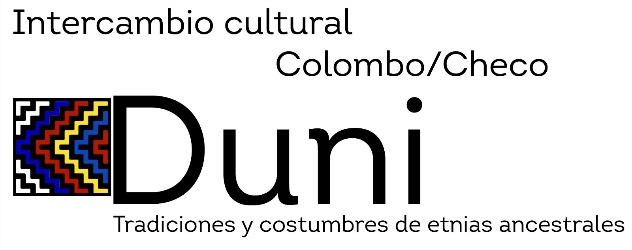 Intercambio cultural
Colombo/Checo
Duni
Tradiciones y costumbres de etnias ancestrales